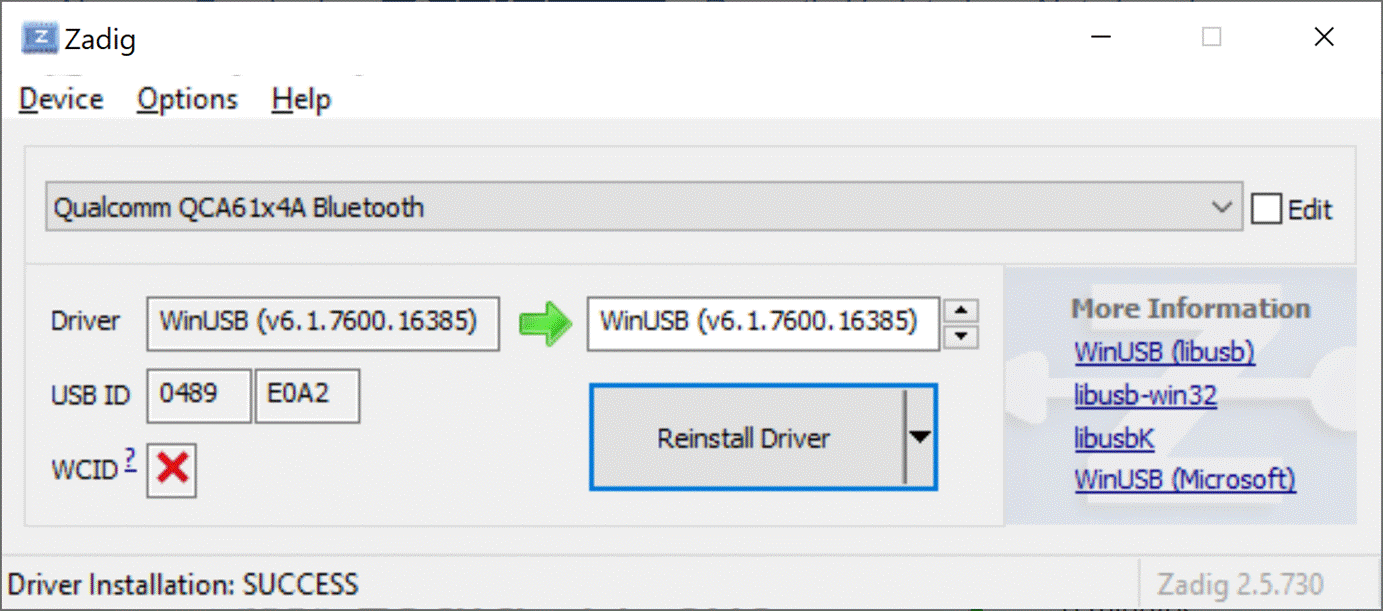 Zadig
Device Options Help
Qualcomm QCA61x4A Bluetooth
Edit
Driver WinUSB (v6.1.7600.16385) WinUSB (v6.1.7600.16385)
More Information
WinUSB (libusb)
USB ID 0489 E0A2
libusb-win32
Reinstall Driver
libusbK
WCID ?
WinUSB (Microsoft)
Driver Installation: SUCCESS
Zadig 2.5.730